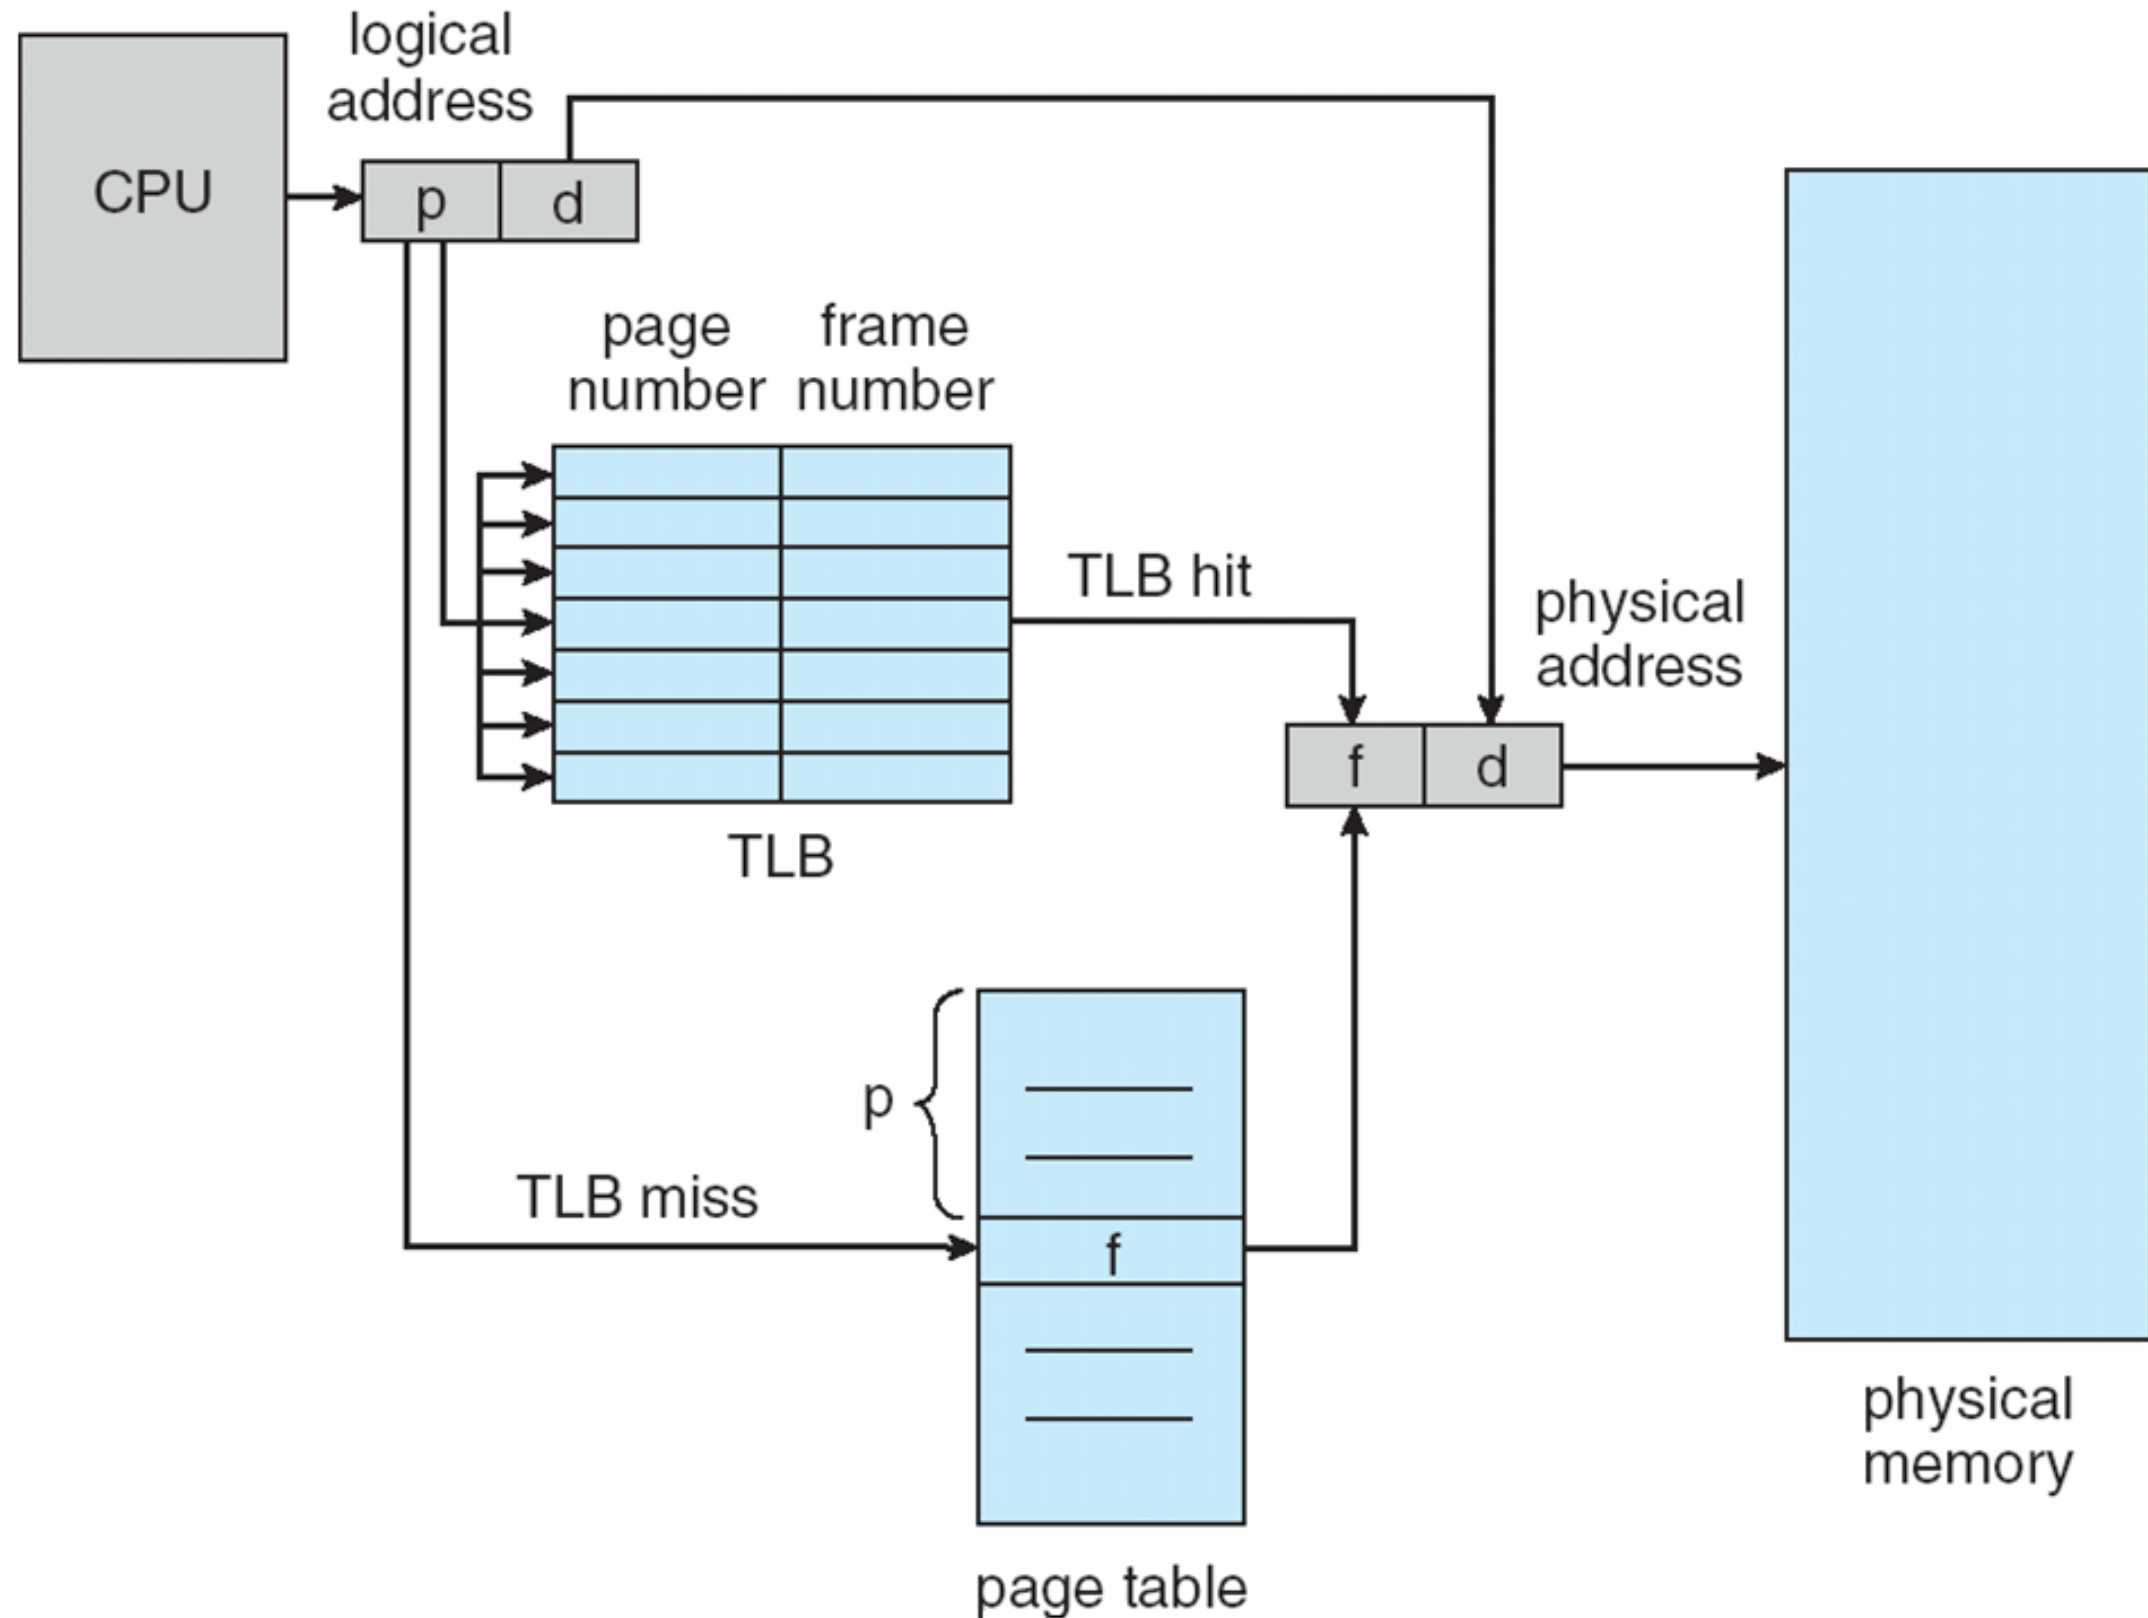 logical
address
CPU
p
d
page
number
frame
number
TLB hit
physical
address
f
d
TLB
p
TLB miss
f
physical
memory
page table